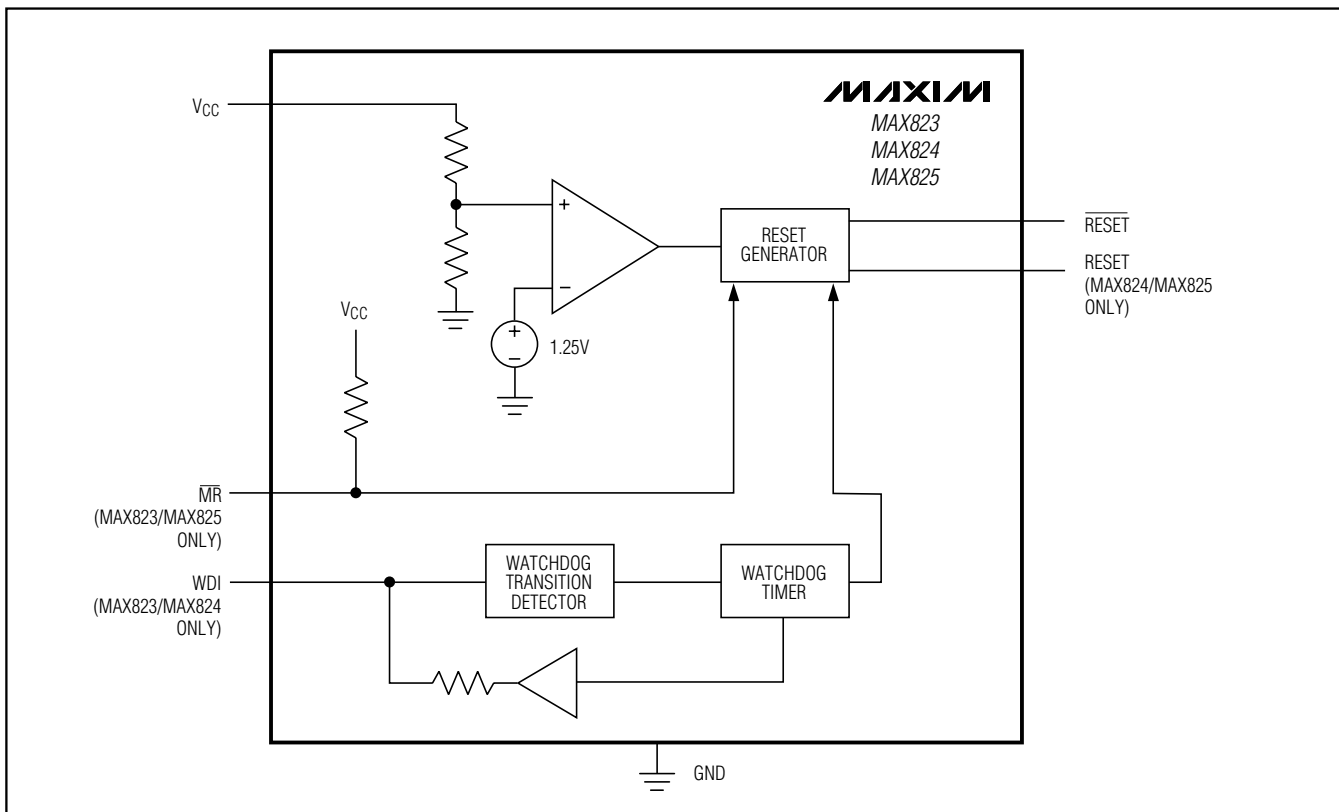 MAXIM
MAX823
MAX824
MAX825
VCC
+
−
RESET
GENERATOR
RESET
RESET
(MAX824/MAX825
ONLY)
+
−
1.25V
VCC
MR
(MAX823/MAX825
ONLY)
WDI
(MAX823/MAX824
ONLY)
WATCHDOG
TRANSITION
DETECTOR
WATCHDOG
TIMER
GND